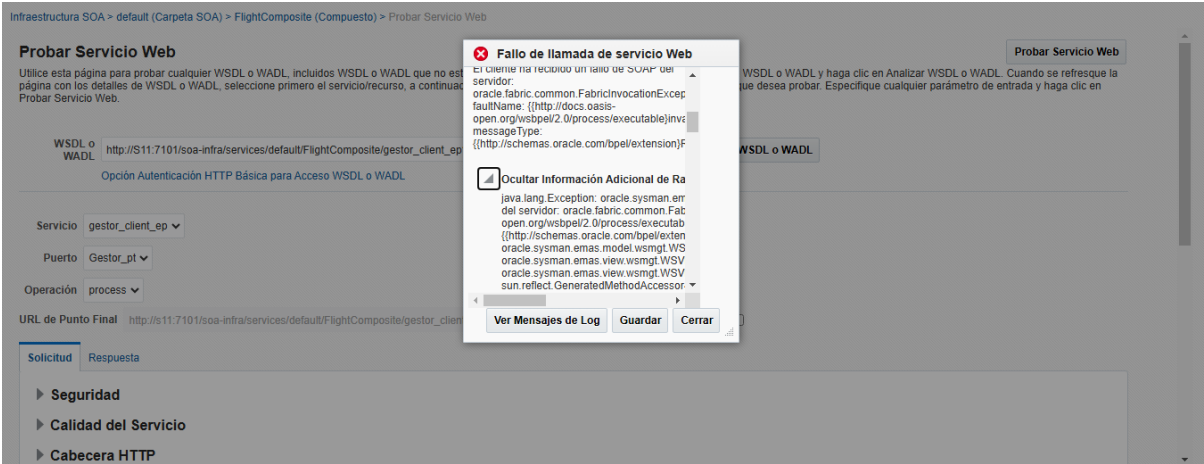 Infraestructura SOA > default (Carpeta SOA) > FlightComposite (Compuesto) > Probar Servicio Web
Probar Servicio Web
Probar Servicio Web
Utilice esta página para probar cualquier WSDL o WADL, incluidos WSDL o WADL que no est
WSDL o WADL y haga clic en Analizar WSDL o WADL. Cuando se refresque la
página con los detalles de WSDL o WADL, seleccione primero el servicio/recurso, a continuac
que desea probar. Especifique cualquier parámetro de entrada y haga clic en
Probar Servicio Web.
WSDL o WADL
http://S11:7101/soa-infra/services/default/FlightComposite/gestor_client_ep
WSDL o WADL
Opción Autenticación HTTP Básica para Acceso WSDL o WADL
Servicio gestor_client_ep
Puerto Gestor_pt
Operación process
URL de Punto Final http://s11:7101/soa-infra/services/default/FlightComposite/gestor_clien
Solicitud Respuesta
Seguridad
Calidad del Servicio
Cabecera HTTP
Fallo de llamada de servicio Web
El cliente ha recibido un fallo de SOAP del
servidor:
oracle.fabric.common.FabricInvocationExcep
faultName: {{http://docs.oasis-
open.org/wsbpel/2.0/process/executable}inva
messageType:
{{http://schemas.oracle.com/bpel/extension}R
Ocultar Información Adicional de Ra
java.lang.Exception: oracle.sysman.em
del servidor: oracle.fabric.common.Fab
open.org/wsbpel/2.0/process/executab
{{http://schemas.oracle.com/bpel/exten
oracle.sysman.emas.model.wsmgt.WS
oracle.sysman.emas.view.wsmgt.WSV
oracle.sysman.emas.view.wsmgt.WSV
sun.reflect.GeneratedMethodAccessor
Ver Mensajes de Log Guardar Cerrar